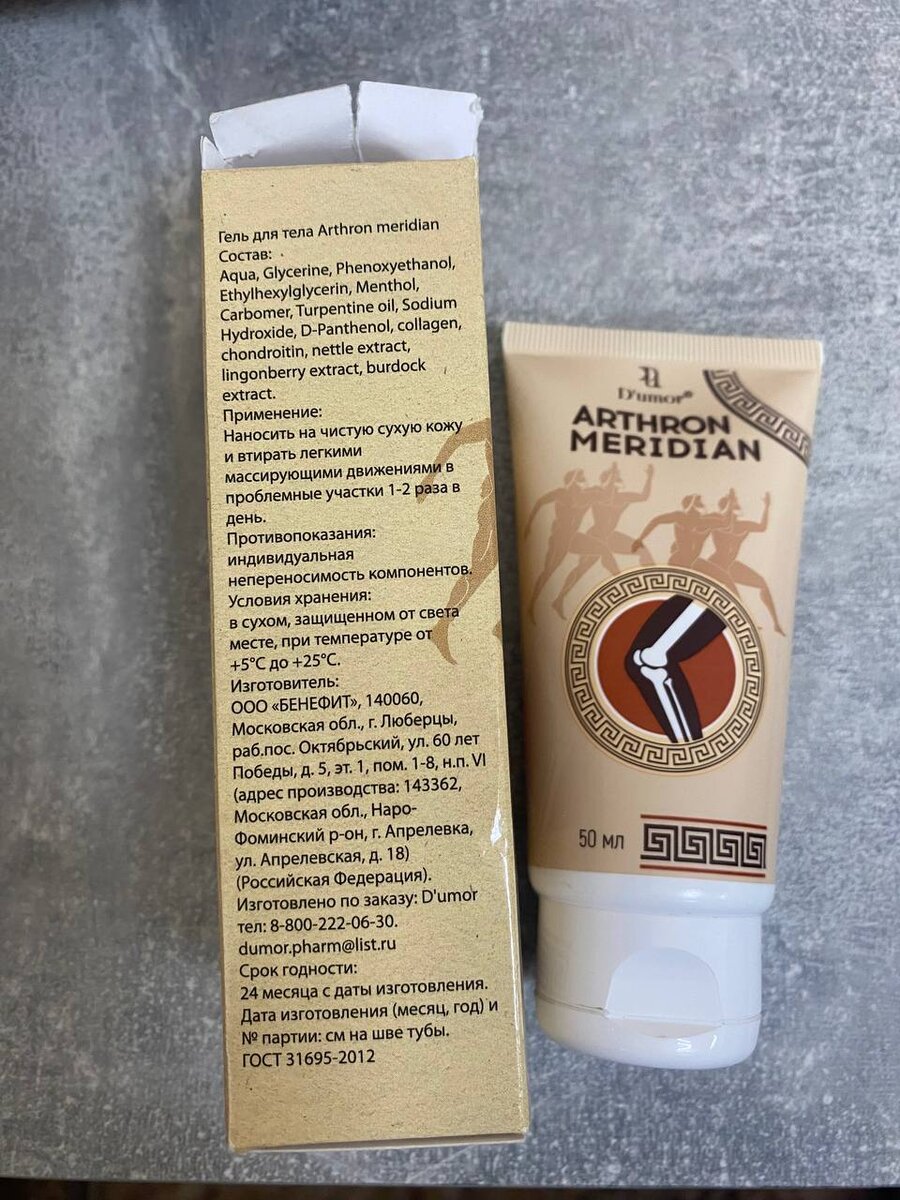 Гель для тела Arthron meridian
Состав:
Aqua, Glycerine, Phenoxyethanol,
Ethylhexylglycerin, Menthol,
Carbomer, Turpentine oil, Sodium
Hydroxide, D-Panthenol, collagen,
chondroitin, nettle extract,
lingonberry extract, burdock
extract.
Применение:
Наносить на чистую сухую кожу
и втирать легкими
массирующими движениями в
проблемные участки 1-2 раза в
день.
Противопоказания:
индивидуальная
непереносимость компонентов.
Условия хранения:
в сухом, защищенном от света
месте, при температуре от
+5°C до +25°C.
Изготовитель:
ООО «БЕНЕФИТ», 140060,
Московская обл., г. Люберцы,
раб.пос. Октябрьский, ул. 60 лет
Победы, д. 5, эт. 1, пом. 1-8, н.п. VI
(адрес производства: 143362,
Московская обл., Наро-
Фоминский р-он, г. Апрелевка,
ул. Апрелевская, д. 18)
(Российская Федерация).
Изготовлено по заказу: D'umor
тел: 8-800-222-06-30.
dumor.pharm@list.ru
Срок годности:
24 месяца с даты изготовления.
Дата изготовления (месяц, год) и
№ партии: см на шве тубы.
ГОСТ 31695-2012
D'umor®
ARTHRON
MERIDIAN
50 мл